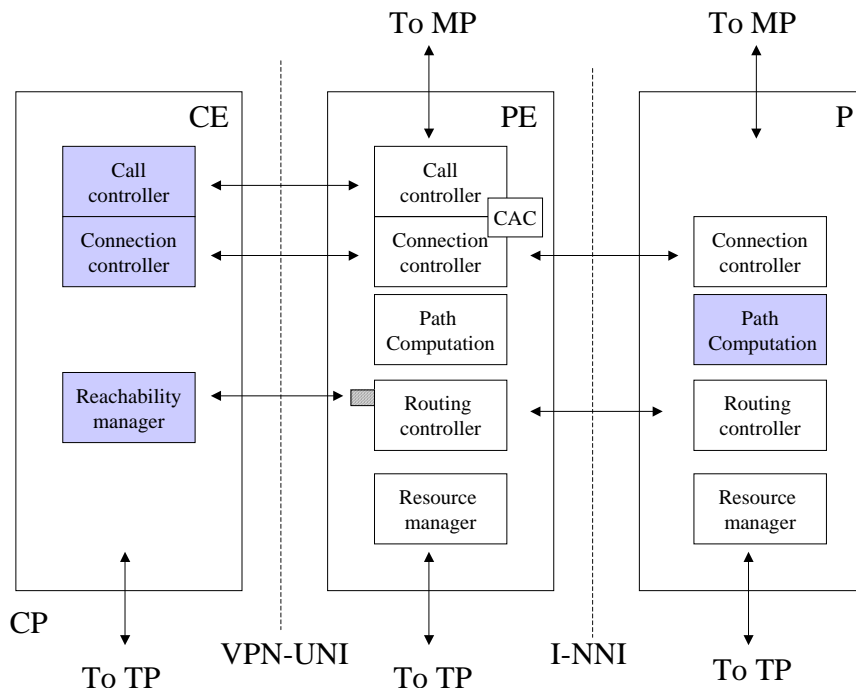 To MP
To MP
CE
PE
P
Call
controller
Connection
controller
Reachability
manager
Call
controller
CAC
Connection
controller
Path
Computation
Routing
controller
Resource
manager
Connection
controller
Path
Computation
Routing
controller
Resource
manager
CP
VPN-UNI
I-NNI
To TP
To TP
To TP